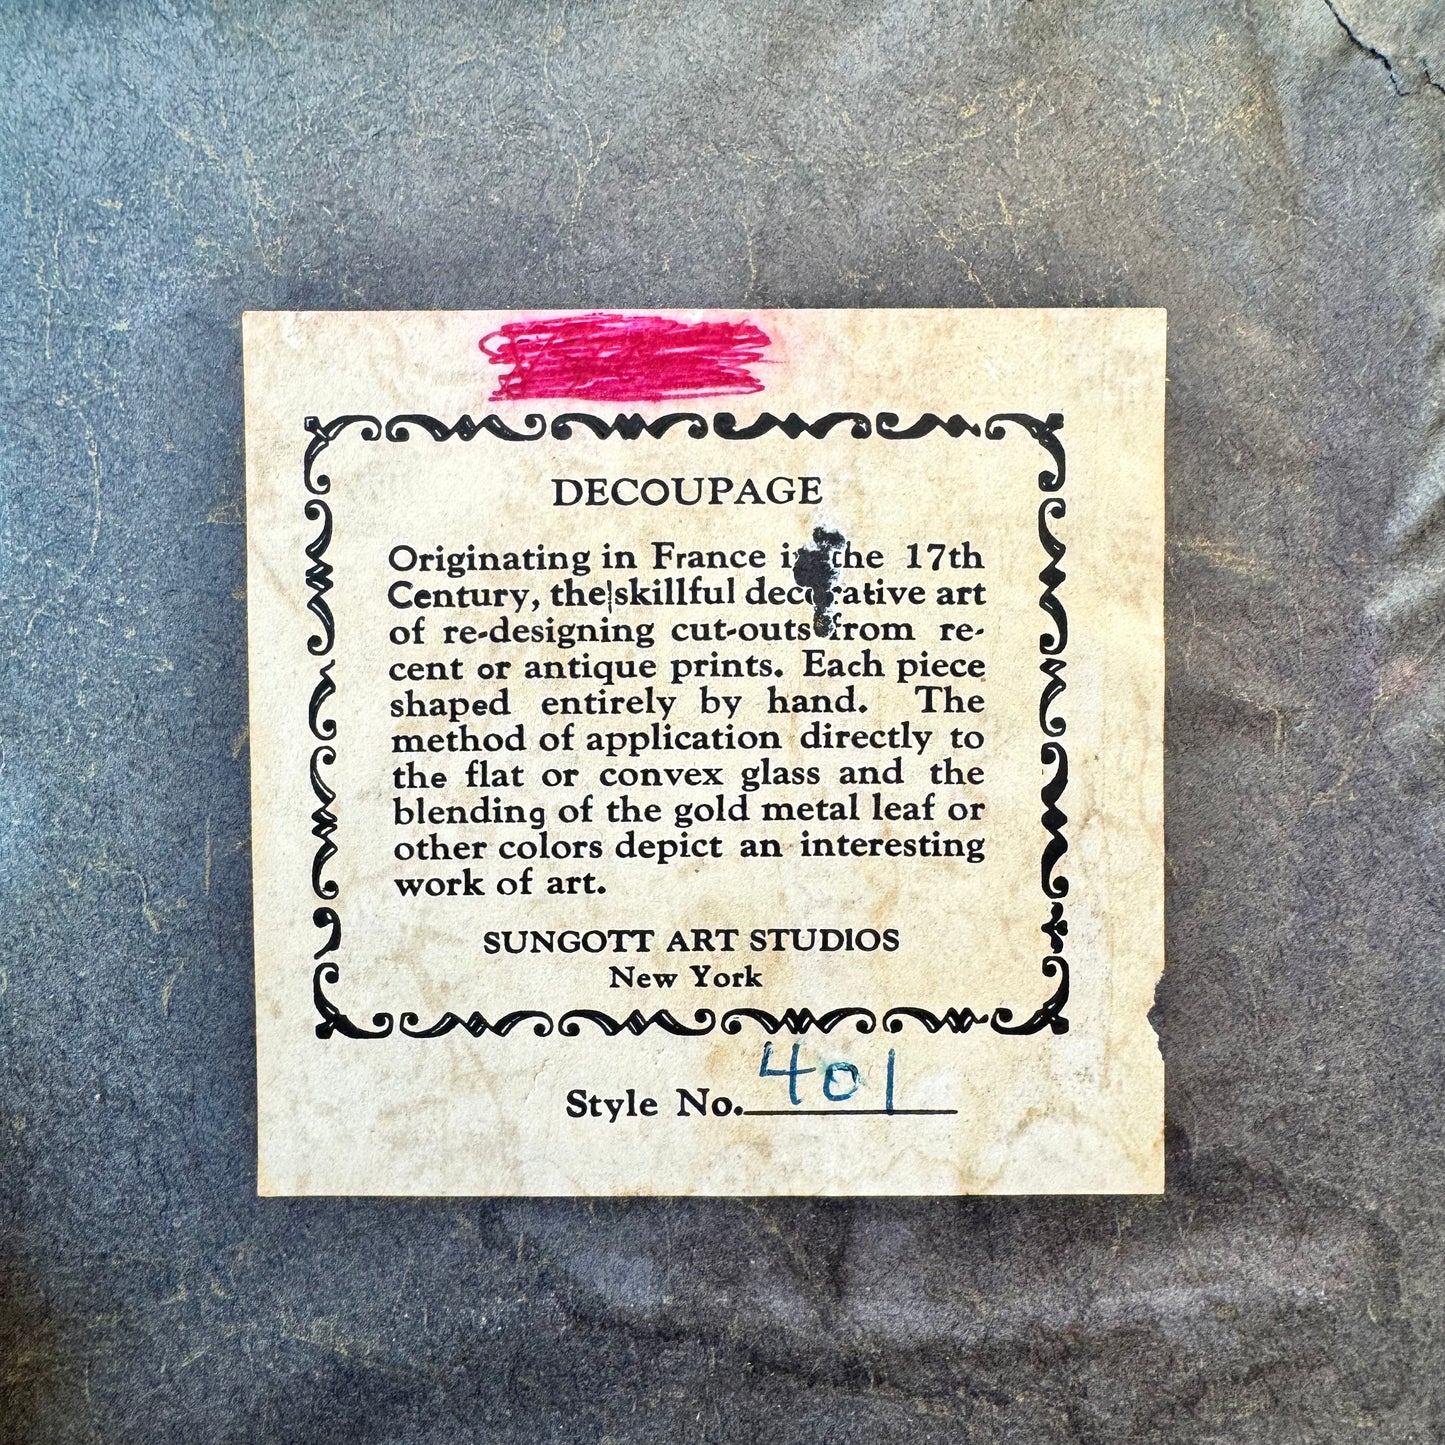 DECOUPAGE
Originating in France in the 17th
Century, the skillful decorative art
of re-designing cut-outs from re-
cent or antique prints. Each piece
shaped entirely by hand. The
method of application directly to
the flat or convex glass and the
blending of the gold metal leaf or
other colors depict an interesting
work of art.
SUNGOTT ART STUDIOS
New York
Style No. 401